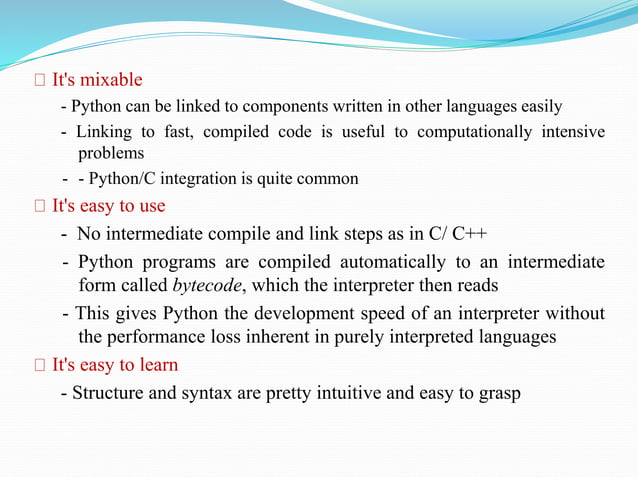 It's mixable
- Python can be linked to components written in other languages easily
- Linking to fast, compiled code is useful to computationally intensive
problems
- - Python/C integration is quite common
It's easy to use
- No intermediate compile and link steps as in C/ C++
- Python programs are compiled automatically to an intermediate
form called bytecode, which the interpreter then reads
- This gives Python the development speed of an interpreter without
the performance loss inherent in purely interpreted languages
It's easy to learn
- Structure and syntax are pretty intuitive and easy to grasp